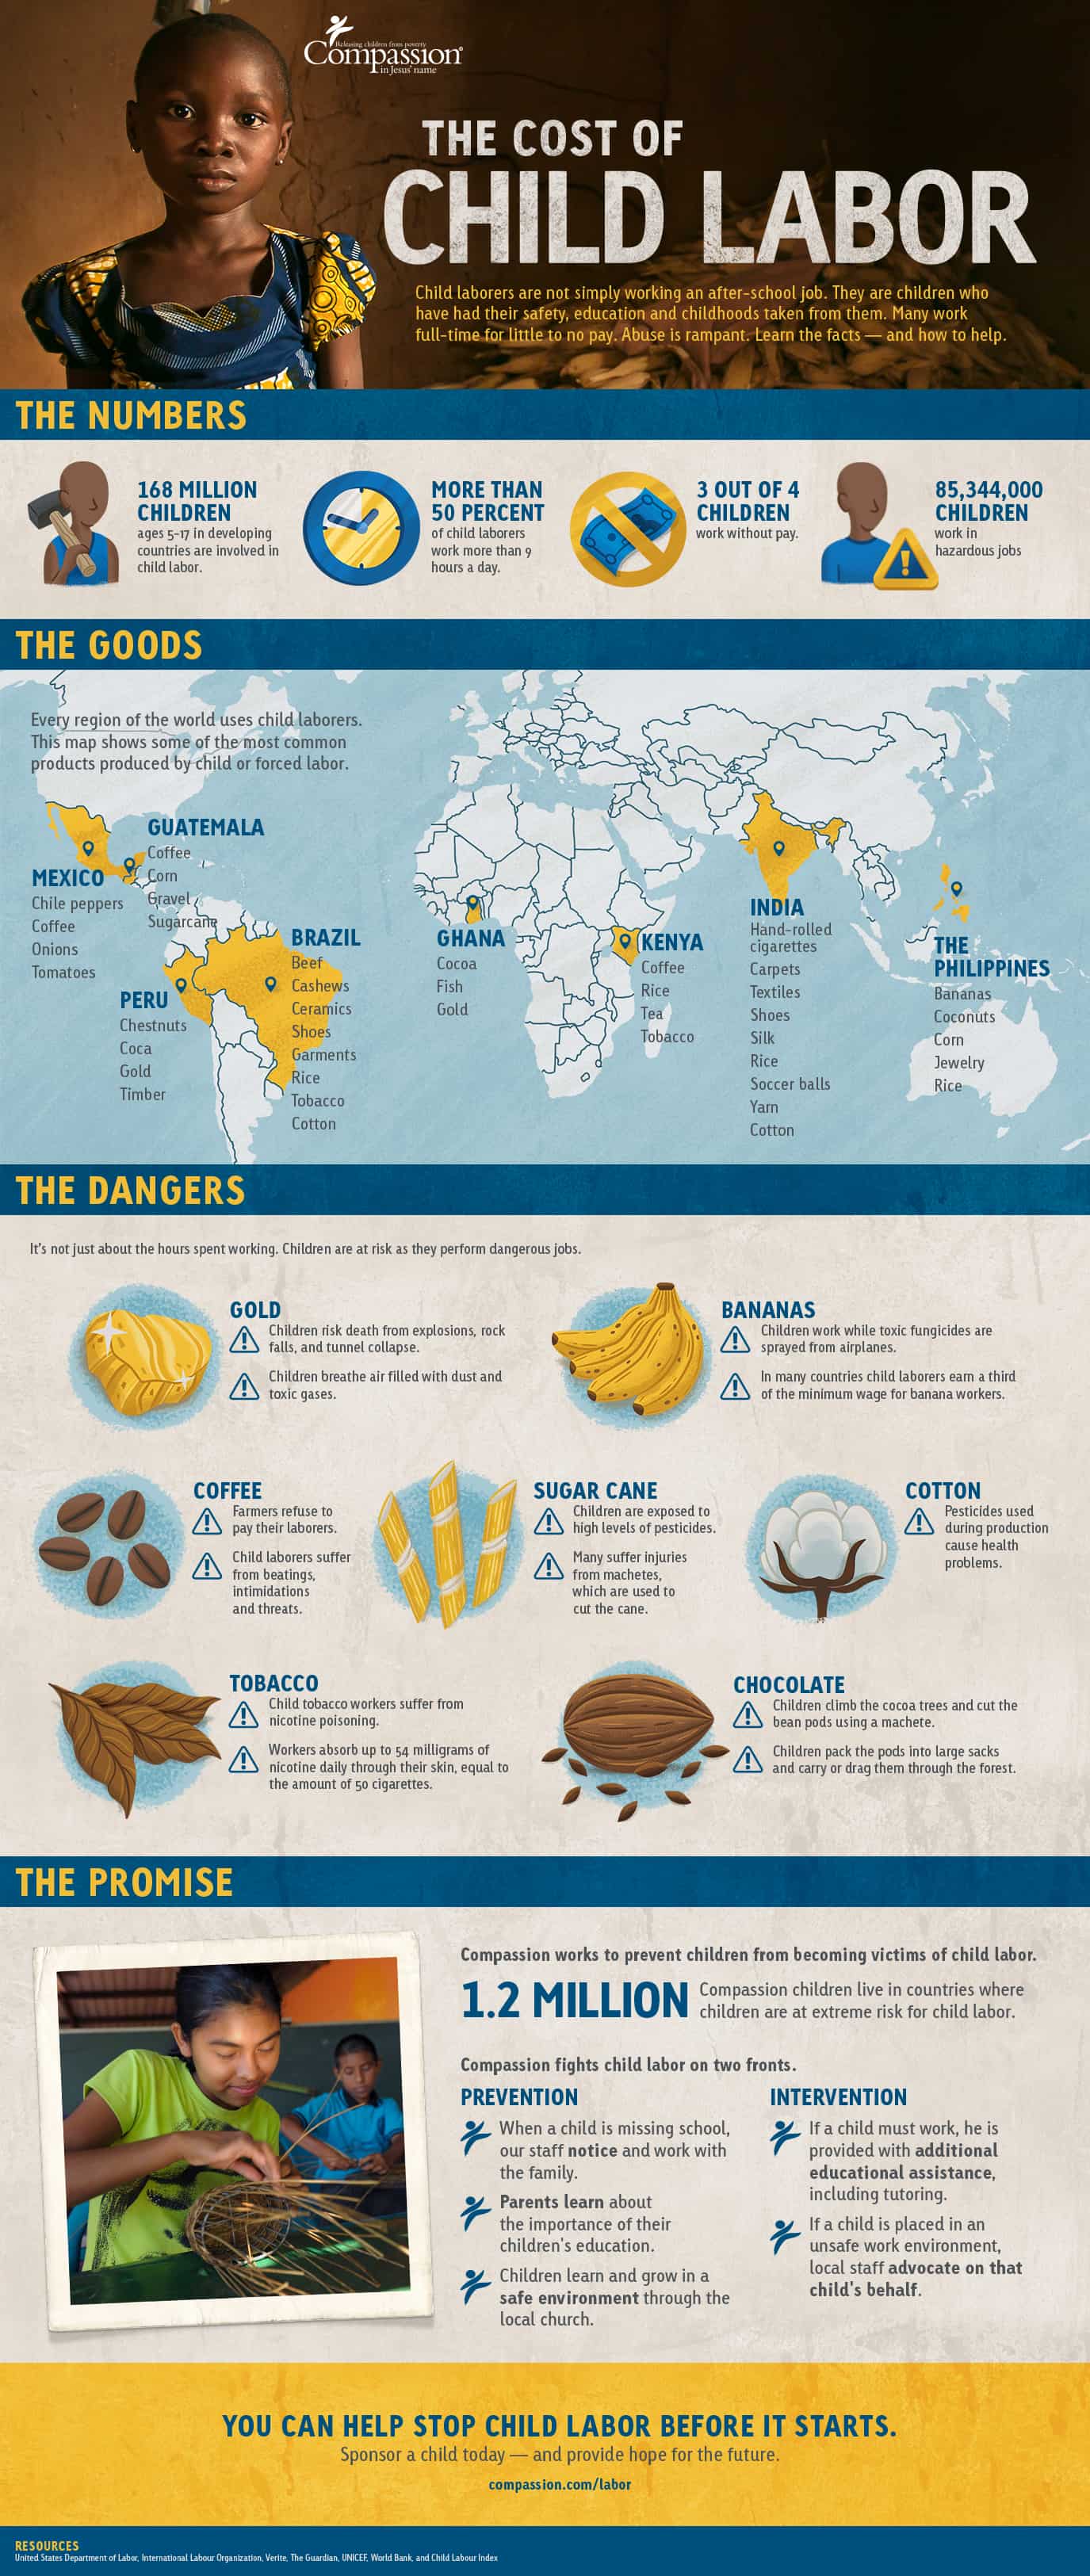 Releasing children from poverty
Compassion®
in Jesus' name
THE COST OF
CHILD LABOR
Child laborers are not simply working an after-school job. They are children who
have had their safety, education and childhoods taken from them. Many work
full-time for little to no pay. Abuse is rampant. Learn the facts — and how to help.
THE NUMBERS
168 MILLION
CHILDREN
ages 5-17 in developing
countries are involved in
child labor.
MORE THAN
50 PERCENT
of child laborers
work more than 9
hours a day.
3 OUT OF 4
CHILDREN
work without pay.
85,344,000
CHILDREN
work in
hazardous jobs
THE GOODS
Every region of the world uses child laborers.
This map shows some of the most common
products produced by child or forced labor.
GUATEMALA
Coffee
Corn
Gravel
Sugarcane
MEXICO
Chile peppers
Coffee
Onions
Tomatoes
PERU
Chestnuts
Coca
Gold
Timber
BRAZIL
Beef
Cashews
Ceramics
Shoes
Garments
Rice
Tobacco
Cotton
GHANA
Cocoa
Fish
Gold
KENYA
Coffee
Rice
Tea
Tobacco
INDIA
Hand-rolled
cigarettes
Carpets
Textiles
Shoes
Silk
Rice
Soccer balls
Yarn
Cotton
THE
PHILIPPINES
Bananas
Coconuts
Corn
Jewelry
Rice
THE DANGERS
It's not just about the hours spent working. Children are at risk as they perform dangerous jobs.
GOLD
Children risk death from explosions, rock
falls, and tunnel collapse.
Children breathe air filled with dust and
toxic gases.
BANANAS
Children work while toxic fungicides are
sprayed from airplanes.
In many countries child laborers earn a third
of the minimum wage for banana workers.
COFFEE
Farmers refuse to
pay their laborers.
Child laborers suffer
from beatings,
intimidations
and threats.
SUGAR CANE
Children are exposed to
high levels of pesticides.
Many suffer injuries
from machetes,
which are used to
cut the cane.
COTTON
Pesticides used
during production
cause health
problems.
TOBACCO
Child tobacco workers suffer from
nicotine poisoning.
Workers absorb up to 54 milligrams of
nicotine daily through their skin, equal to
the amount of 50 cigarettes.
CHOCOLATE
Children climb the cocoa trees and cut the
bean pods using a machete.
Children pack the pods into large sacks
and carry or drag them through the forest.
THE PROMISE
Compassion works to prevent children from becoming victims of child labor.
1.2 MILLION
Compassion children live in countries where
children are at extreme risk for child labor.
Compassion fights child labor on two fronts.
PREVENTION
When a child is missing school,
our staff notice and work with
the family.
Parents learn about
the importance of their
children's education.
Children learn and grow in a
safe environment through the
local church.
INTERVENTION
If a child must work, he is
provided with additional
educational assistance,
including tutoring.
If a child is placed in an
unsafe work environment,
local staff advocate on that
child's behalf.
YOU CAN HELP STOP CHILD LABOR BEFORE IT STARTS.
Sponsor a child today — and provide hope for the future.
compassion.com/labor
RESOURCES
United States Department of Labor, International Labour Organization, Verite, The Guardian, UNICEF, World Bank, and Child Labour Index